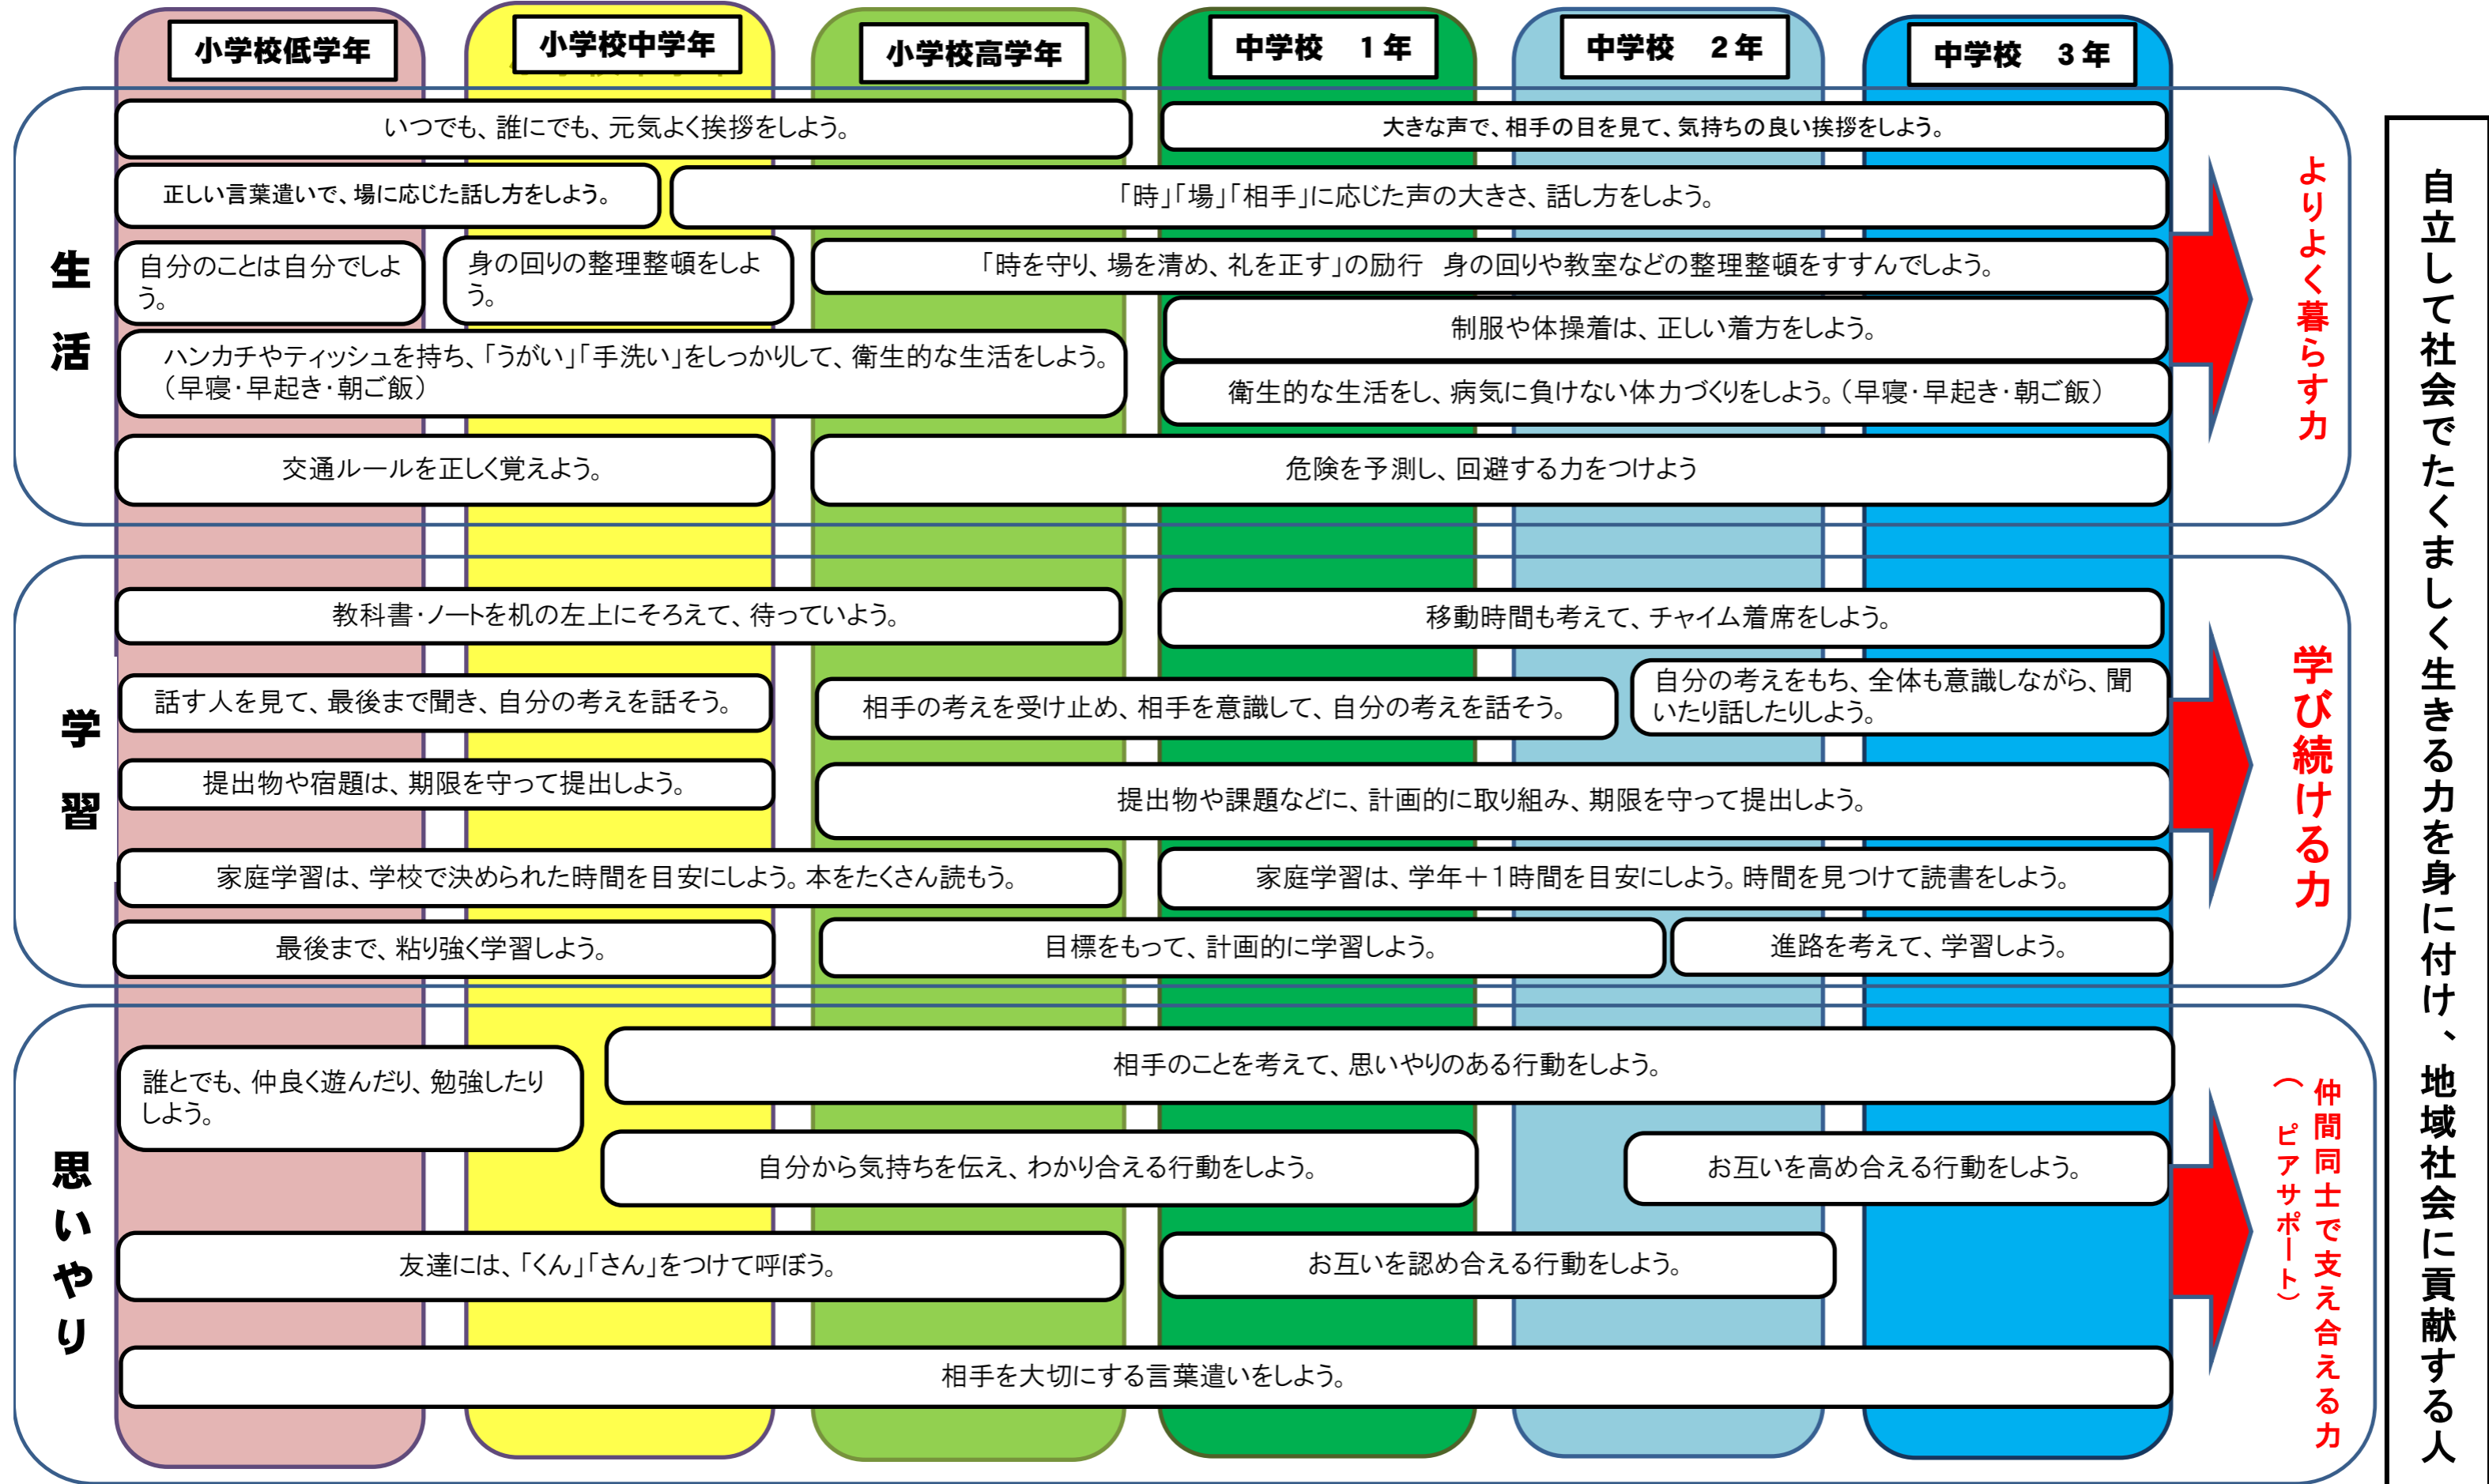 小学校低学年
小学校中学年
小学校高学年
中学校　1年
中学校　2年
中学校　3年
生活
いつでも、誰にでも、元気よく挨拶をしよう。
大きな声で、相手の目を見て、気持ちの良い挨拶をしよう。
正しい言葉遣いで、場に応じた話し方をしよう。
「時」「場」「相手」に応じた声の大きさ、話し方をしよう。
自分のことは自分でしよ
う。
身の回りの整理整頓をしよ
う。
「時を守り、場を清め、礼を正す」の励行　身の回りや教室などの整理整頓をすすんでしよう。
制服や体操着は、正しい着方をしよう。
ハンカチやティッシュを持ち、「うがい」「手洗い」をしっかりして、衛生的な生活をしよう。
（早寝・早起き・朝ご飯）
衛生的な生活をし、病気に負けない体力づくりをしよう。（早寝・早起き・朝ご飯）
交通ルールを正しく覚えよう。
危険を予測し、回避する力をつけよう
よりよく暮らす力
学習
教科書・ノートを机の左上にそろえて、待っていよう。
移動時間も考えて、チャイム着席をしよう。
話す人を見て、最後まで聞き、自分の考えを話そう。
相手の考えを受け止め、相手を意識して、自分の考えを話そう。
自分の考えをもち、全体も意識しながら、聞
いたり話したりしよう。
提出物や宿題は、期限を守って提出しよう。
提出物や課題などに、計画的に取り組み、期限を守って提出しよう。
家庭学習は、学校で決められた時間を目安にしよう。本をたくさん読もう。
家庭学習は、学年＋1時間を目安にしよう。時間を見つけて読書をしよう。
最後まで、粘り強く学習しよう。
目標をもって、計画的に学習しよう。
進路を考えて、学習しよう。
学び続ける力
思いやり
誰とでも、仲良く遊んだり、勉強したり
しよう。
相手のことを考えて、思いやりのある行動をしよう。
自分から気持ちを伝え、わかり合える行動をしよう。
お互いを高め合える行動をしよう。
友達には、「くん」「さん」をつけて呼ぼう。
お互いを認め合える行動をしよう。
相手を大切にする言葉遣いをしよう。
仲間同士で支え合える力
（ピアサポート）
自立して社会でたくましく生きる力を身に付け、地域社会に貢献する人